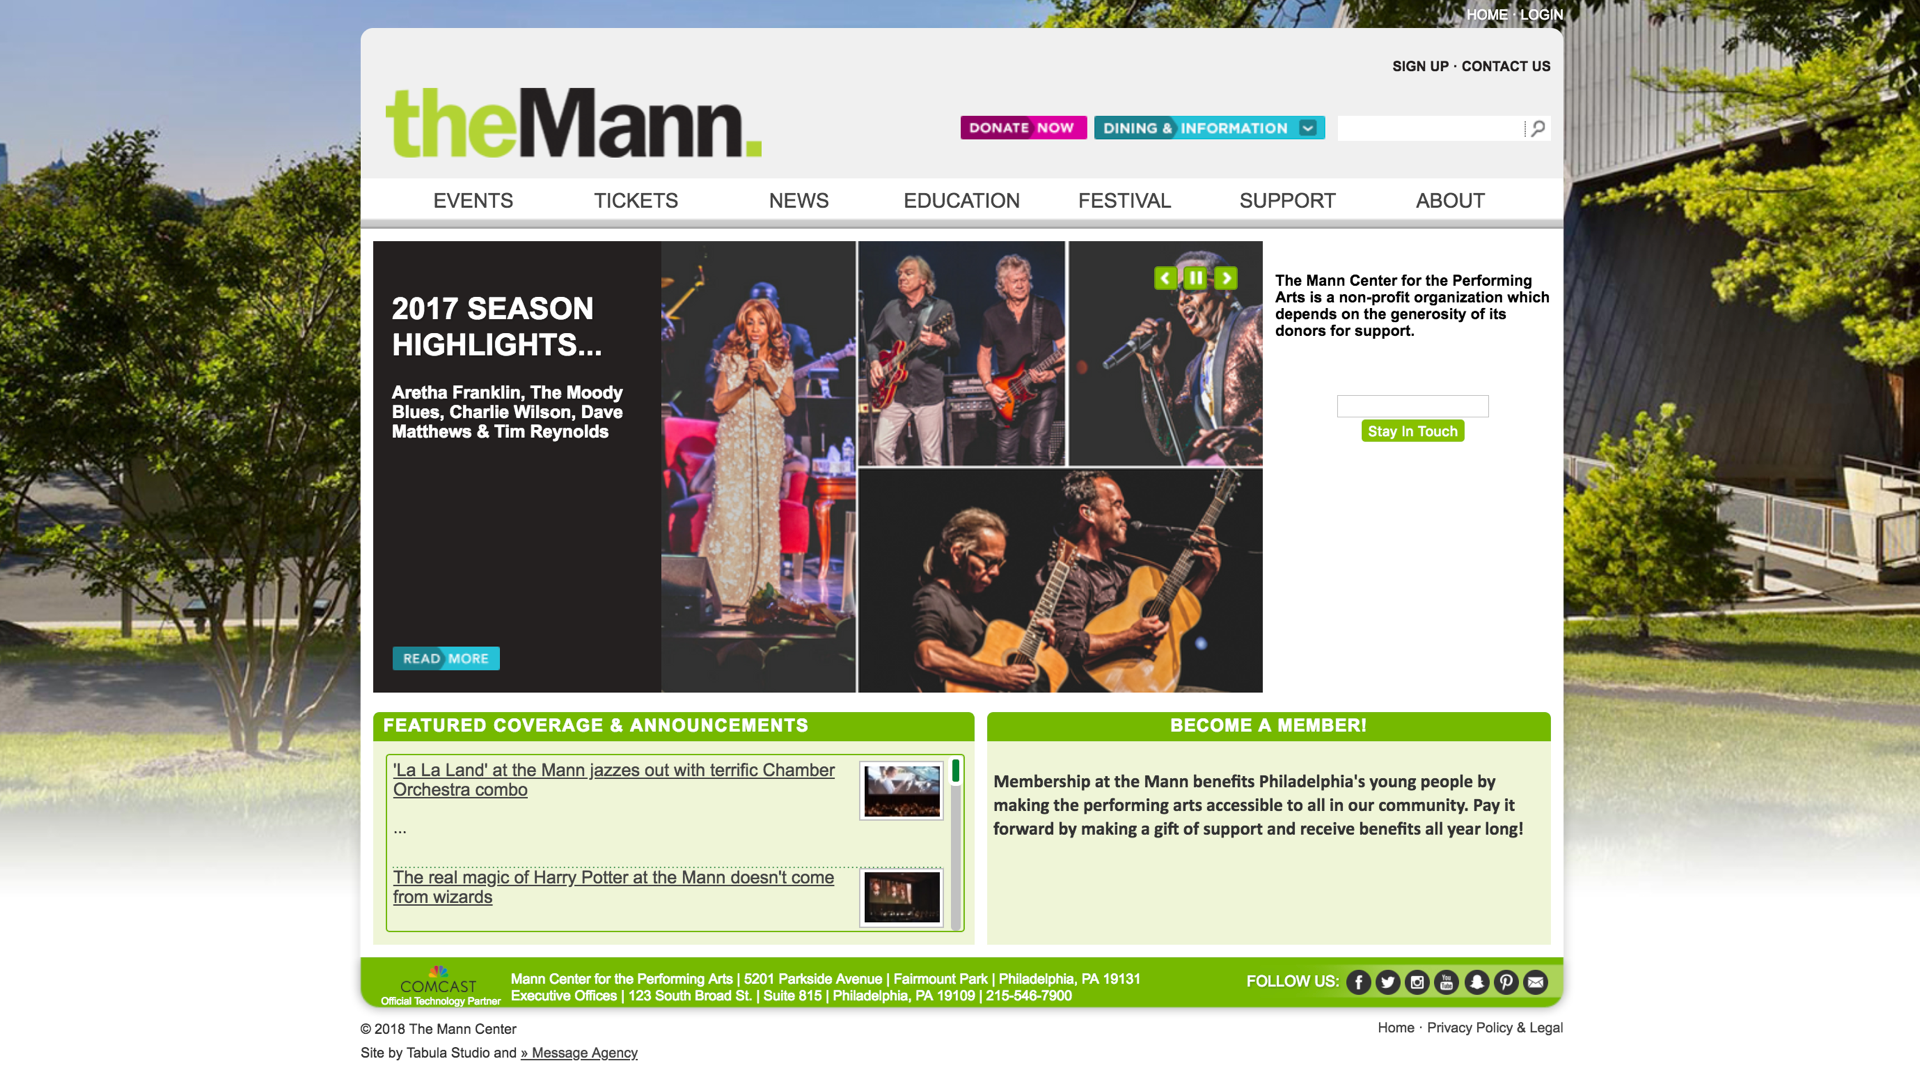 HOME · LOGIN
SIGN UP · CONTACT US
theMann.
DONATE NOW
DINING & INFORMATION
EVENTS
TICKETS
NEWS
EDUCATION
FESTIVAL
SUPPORT
ABOUT
2017 SEASON
HIGHLIGHTS...
Aretha Franklin, The Moody
Blues, Charlie Wilson, Dave
Matthews & Tim Reynolds
READ MORE
The Mann Center for the Performing
Arts is a non-profit organization which
depends on the generosity of its
donors for support.
Stay In Touch
FEATURED COVERAGE & ANNOUNCEMENTS
'La La Land' at the Mann jazzes out with terrific Chamber
Orchestra combo
...
The real magic of Harry Potter at the Mann doesn't come
from wizards
BECOME A MEMBER!
Membership at the Mann benefits Philadelphia's young people by
making the performing arts accessible to all in our community. Pay it
forward by making a gift of support and receive benefits all year long!
COMCAST
Official Technology Partner
Mann Center for the Performing Arts | 5201 Parkside Avenue | Fairmount Park | Philadelphia, PA 19131
Executive Offices | 123 South Broad St. | Suite 815 | Philadelphia, PA 19109 | 215-546-7900
FOLLOW US:
You
Tube
© 2018 The Mann Center
Home · Privacy Policy & Legal
Site by Tabula Studio and » Message Agency